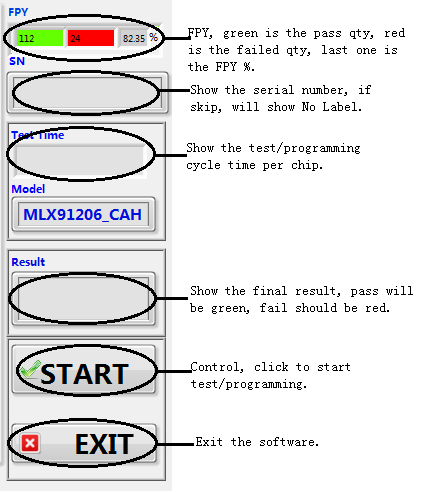 FPY
112 24 82.35 %
FPY, green is the pass qty, red
is the failed qty, last one is
the FPY %.
SN
Show the serial number, if
skip, will show No Label.
Test Time
Show the test/programming
cycle time per chip.
Model
MLX91206_CAH
Result
Show the final result, pass will
be green, fail should be red.
START
Control, click to start
test/programming.
EXIT
Exit the software.